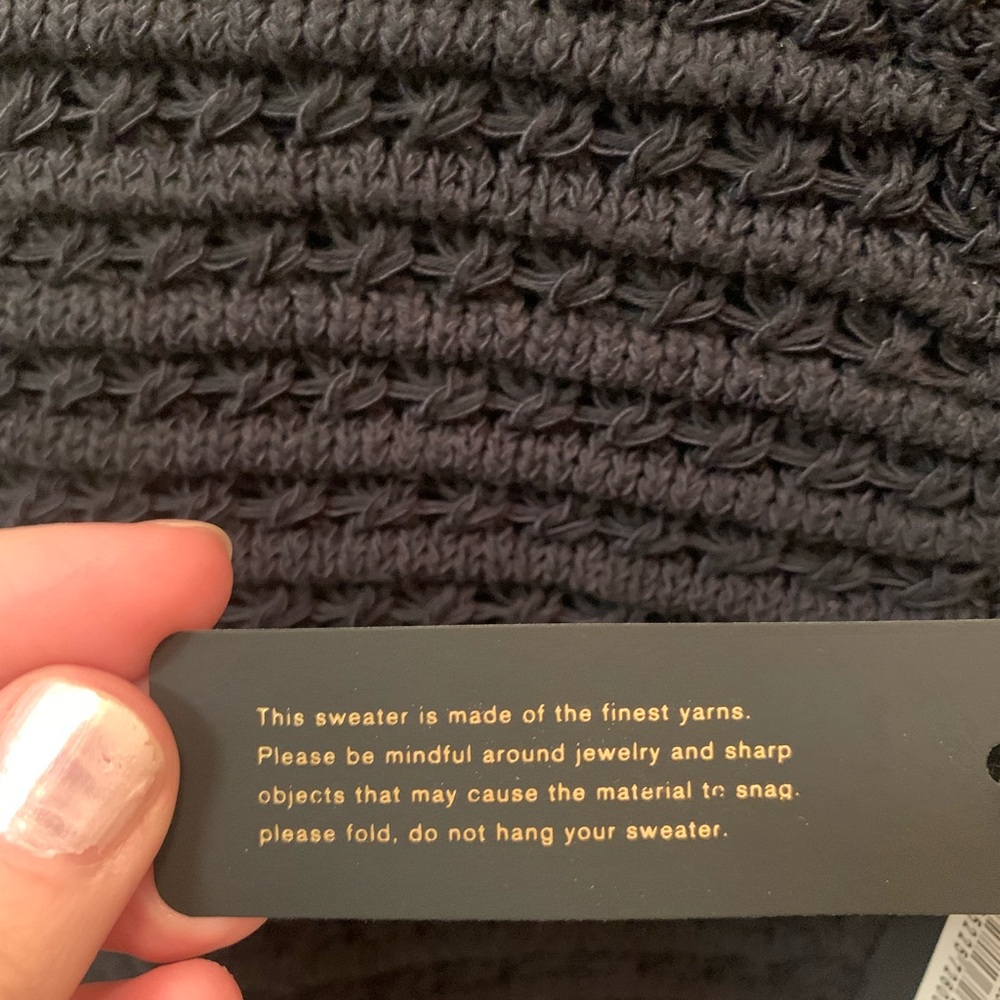 This sweater is made of the finest yarns.
Please be mindful around jewelry and sharp
objects that may cause the material to snag.
please fold, do not hang your sweater.